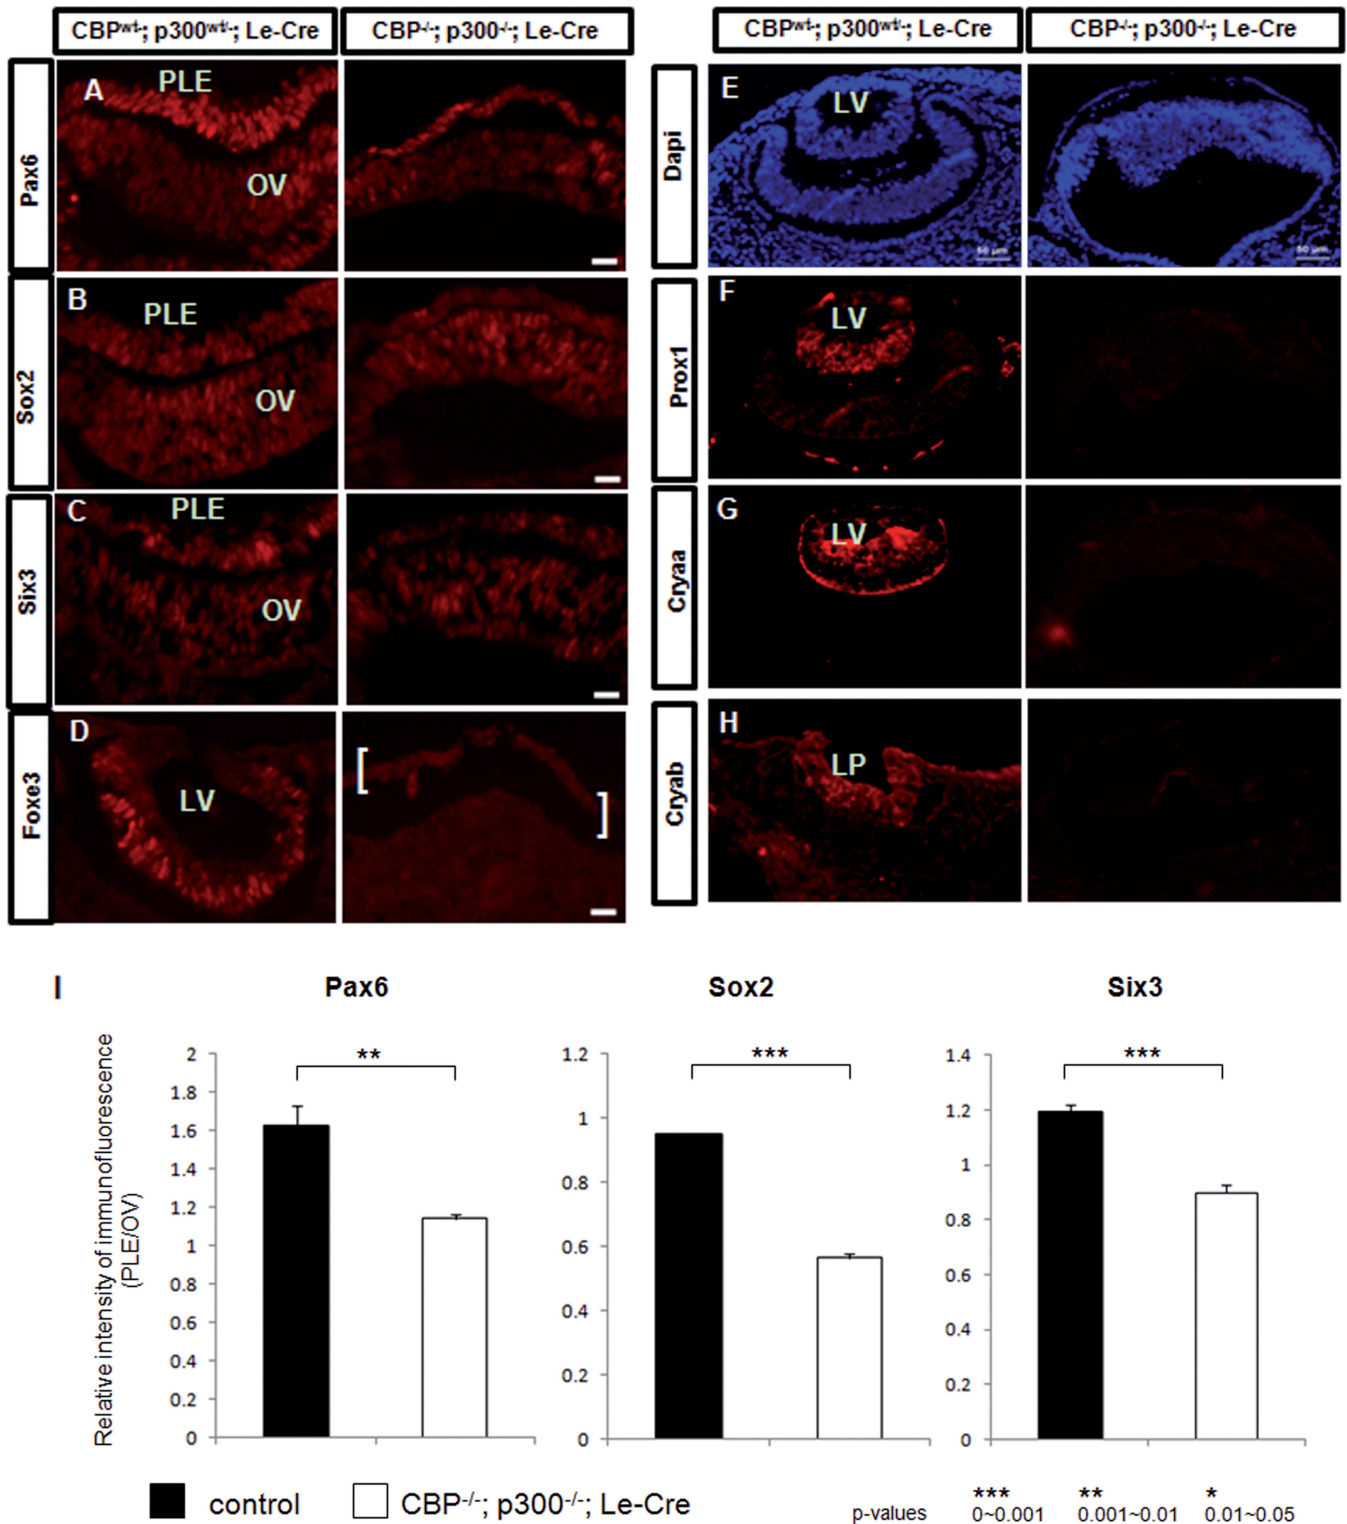 CBPwt-; p300wt-; Le-Cre
CBP-/-; p300-/-; Le-Cre
CBPwt-; p300wt/-; Le-Cre
CBP-/-; p300-/-; Le-Cre
Pax6
A
PLE
OV
Sox2
B
PLE
OV
Six3
C
PLE
OV
Foxe3
D
LV
[
]
Dapi
E
LV
50 µm
50 µm
Prox1
F
LV
Cryaa
G
LV
Cryab
H
LP
I
Pax6
Sox2
Six3
Relative intensity of immunofluorescence
(PLE/OV)
**
2
1.8
1.6
1.4
1.2
1
0.8
0.6
0.4
0.2
0
***
1.2
1
0.8
0.6
0.4
0.2
0
***
1.4
1.2
1
0.8
0.6
0.4
0.2
0
control
CBP-/-; p300-/-; Le-Cre
*** ** *
p-values 0~0.001 0.001~0.01 0.01~0.05